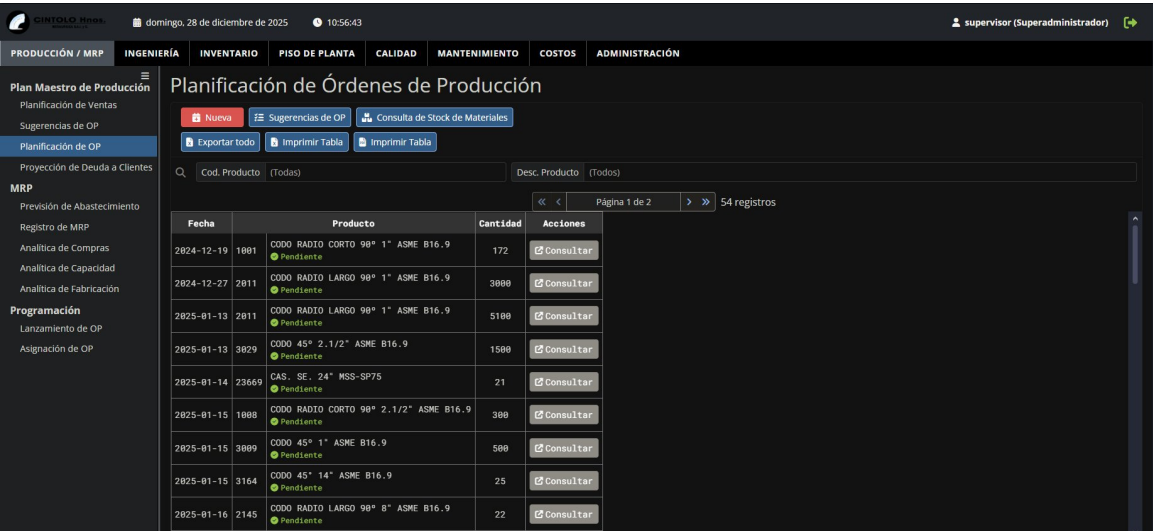 CINTOLO Hnos.
domingo, 28 de diciembre de 2025
10:56:43
supervisor (Superadministrador)
PRODUCCIÓN / MRP
INGENIERÍA
INVENTARIO
PISO DE PLANTA
CALIDAD
MANTENIMIENTO
COSTOS
ADMINISTRACIÓN
Plan Maestro de Producción
Planificación de Ventas
Sugerencias de OP
Planificación de OP
Proyección de Deuda a Clientes
MRP
Previsión de Abastecimiento
Registro de MRP
Analítica de Compras
Analítica de Capacidad
Analítica de Fabricación
Programación
Lanzamiento de OP
Asignación de OP
Planificación de Órdenes de Producción
Nueva
Sugerencias de OP
Consulta de Stock de Materiales
Exportar todo
Imprimir Tabla
Imprimir Tabla
Cod. Producto (Todas)
Desc. Producto (Todos)
« < Página 1 de 2 > » 54 registros
Fecha Producto Cantidad Acciones
2024-12-19 1001 CODO RADIO CORTO 90º 1" ASME B16.9 172 Consultar
Pendiente
2024-12-27 2011 CODO RADIO LARGO 90º 1" ASME B16.9 3000 Consultar
Pendiente
2025-01-13 2011 CODO RADIO LARGO 90º 1" ASME B16.9 5100 Consultar
Pendiente
2025-01-13 3029 CODO 45º 2.1/2" ASME B16.9 1500 Consultar
Pendiente
2025-01-14 23669 CAS. SE. 24" MSS-SP75 21 Consultar
Pendiente
2025-01-15 1008 CODO RADIO CORTO 90º 2.1/2" ASME B16.9 300 Consultar
Pendiente
2025-01-15 3009 CODO 45º 1" ASME B16.9 500 Consultar
Pendiente
2025-01-15 3164 CODO 45° 14" ASME B16.9 25 Consultar
Pendiente
2025-01-16 2145 CODO RADIO LARGO 90º 8" ASME B16.9 22 Consultar
Pendiente